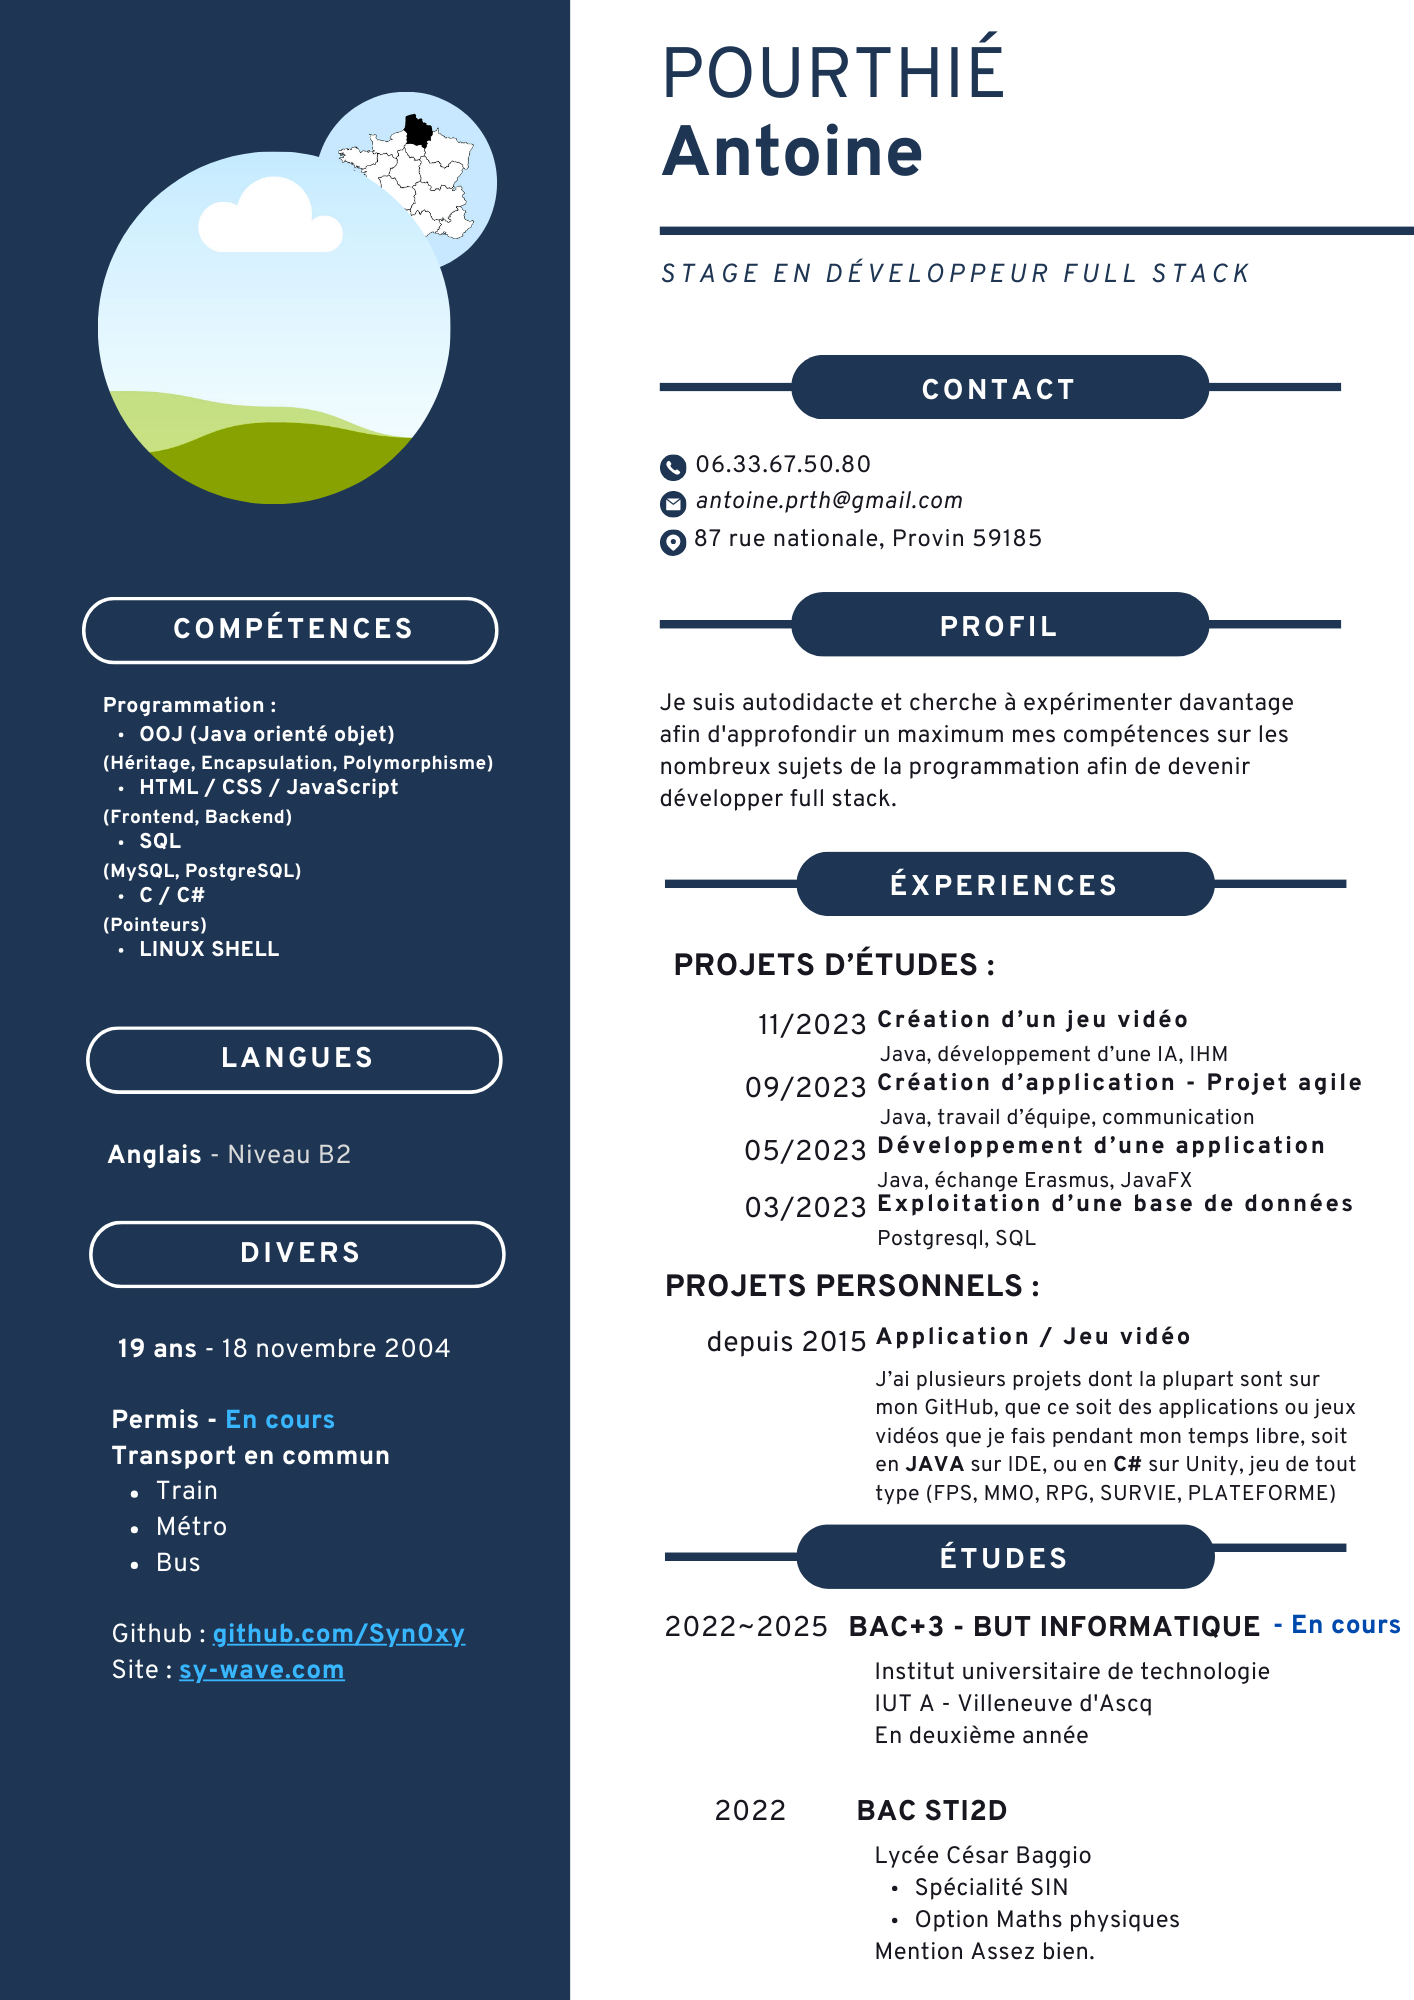 POURTHIÉ
Antoine
STAGE EN DÉVELOPPEUR FULL STACK
CONTACT
06.33.67.50.80
antoine.prth@gmail.com
87 rue nationale, Provin 59185
PROFIL
Je suis autodidacte et cherche à expérimenter davantage
afin d'approfondir un maximum mes compétences sur les
nombreux sujets de la programmation afin de devenir
développer full stack.
ÉXPERIENCES
PROJETS D’ÉTUDES :
11/2023 Création d’un jeu vidéo
Java, développement d’une IA, IHM
09/2023 Création d’application - Projet agile
Java, travail d’équipe, communication
05/2023 Développement d’une application
Java, échange Erasmus, JavaFX
03/2023 Exploitation d’une base de données
Postgresql, SQL
PROJETS PERSONNELS :
depuis 2015 Application / Jeu vidéo
J’ai plusieurs projets dont la plupart sont sur
mon GitHub, que ce soit des applications ou jeux
vidéos que je fais pendant mon temps libre, soit
en JAVA sur IDE, ou en C# sur Unity, jeu de tout
type (FPS, MMO, RPG, SURVIE, PLATEFORME)
ÉTUDES
2022~2025 BAC+3 - BUT INFORMATIQUE - En cours
Institut universitaire de technologie
IUT A - Villeneuve d'Ascq
En deuxième année
2022 BAC STI2D
Lycée César Baggio
• Spécialité SIN
• Option Maths physiques
Mention Assez bien.
COMPÉTENCES
Programmation :
• OOJ (Java orienté objet)
(Héritage, Encapsulation, Polymorphisme)
• HTML / CSS / JavaScript
(Frontend, Backend)
• SQL
(MySQL, PostgreSQL)
• C / C#
(Pointeurs)
• LINUX SHELL
LANGUES
Anglais - Niveau B2
DIVERS
19 ans - 18 novembre 2004
Permis - En cours
Transport en commun
• Train
• Métro
• Bus
Github : github.com/Syn0xy
Site : sy-wave.com